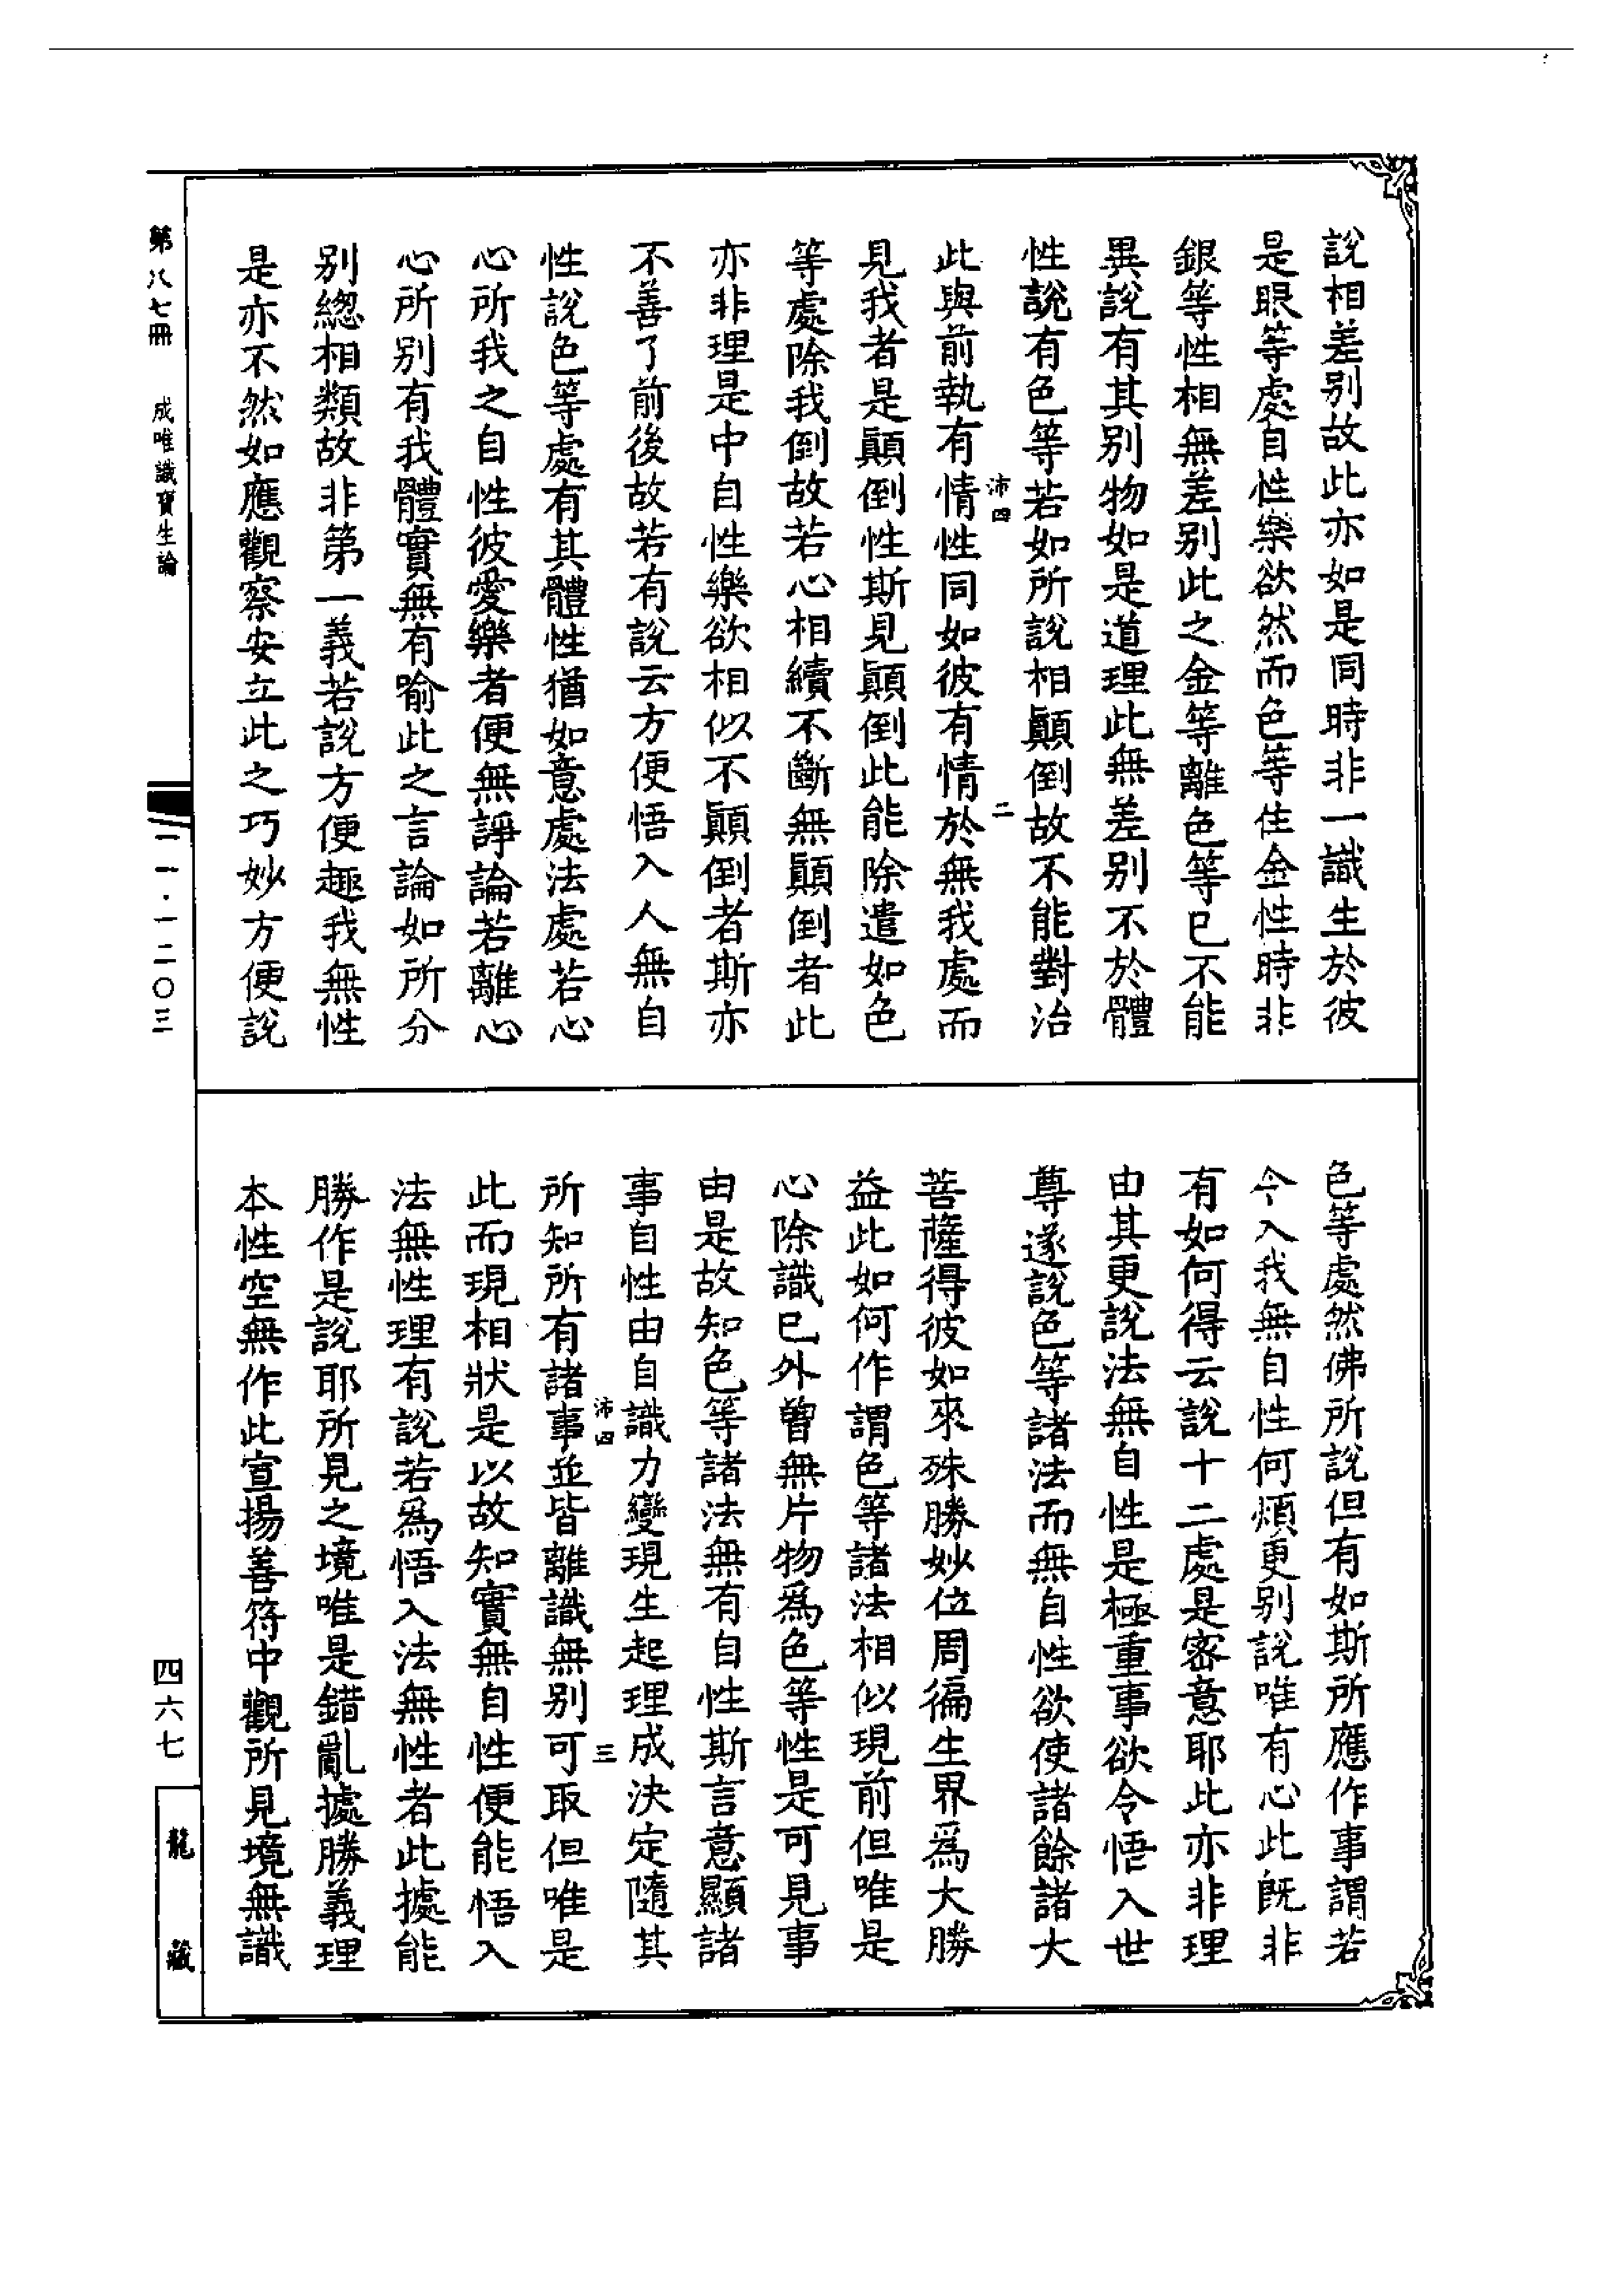 說相差別故此亦如是同時非一識生於彼
是眼等處自性樂欲然而色等住金性時非
銀等性相無差別此之金等離色等已不能
異說有其別物如是道理此無差別不於體
性說有色等若如所說相顚倒故不能對治
沛四 二
此與前執有情性同如彼有情於無我處而
見我者是顚倒性斯見顚倒此能除遣如色
等處除我倒故若心相續不斷無顚倒者此
亦非理是中自性樂欲相似不顚倒者斯亦
不善了前後故若有說云方便悟入人無自
性說色等處有其體性猶如意處法處若心
心所我之自性彼愛樂者便無諍論若離心
心所別有我體實無有喻此之言論如所分
別緫相類故非第一義若說方便趣我無性
是亦不然如應觀察安立此之巧妙方便說
色等處然佛所說但有如斯所應作事謂若
令入我無自性何煩更別說唯有心此旣非
有如何得云說十二處是密意耶此亦非理
由其更說法無自性是極重事欲令悟入世
尊遂說色等諸法而無自性欲使諸餘諸大
菩薩得彼如來殊勝妙位周徧生界爲大勝
益此如何作謂色等諸法相似現前但唯是
心除識已外曾無片物爲色等性是可見事
由是故知色等諸法無有自性斯言意顯諸
事自性由自識力變現生起理成決定隨其
沛四 三
所知所有諸事並皆離識無別可取但唯是
此而現相狀是以故知實無自性便能悟入
法無性理有說若爲悟入法無性者此據能
勝作是說耶所見之境唯是錯亂據勝義理
本性空無作此宣揚善符中觀所見境無識
第八七冊 成唯識寶生論 一一·一二〇三 四六七 龍藏